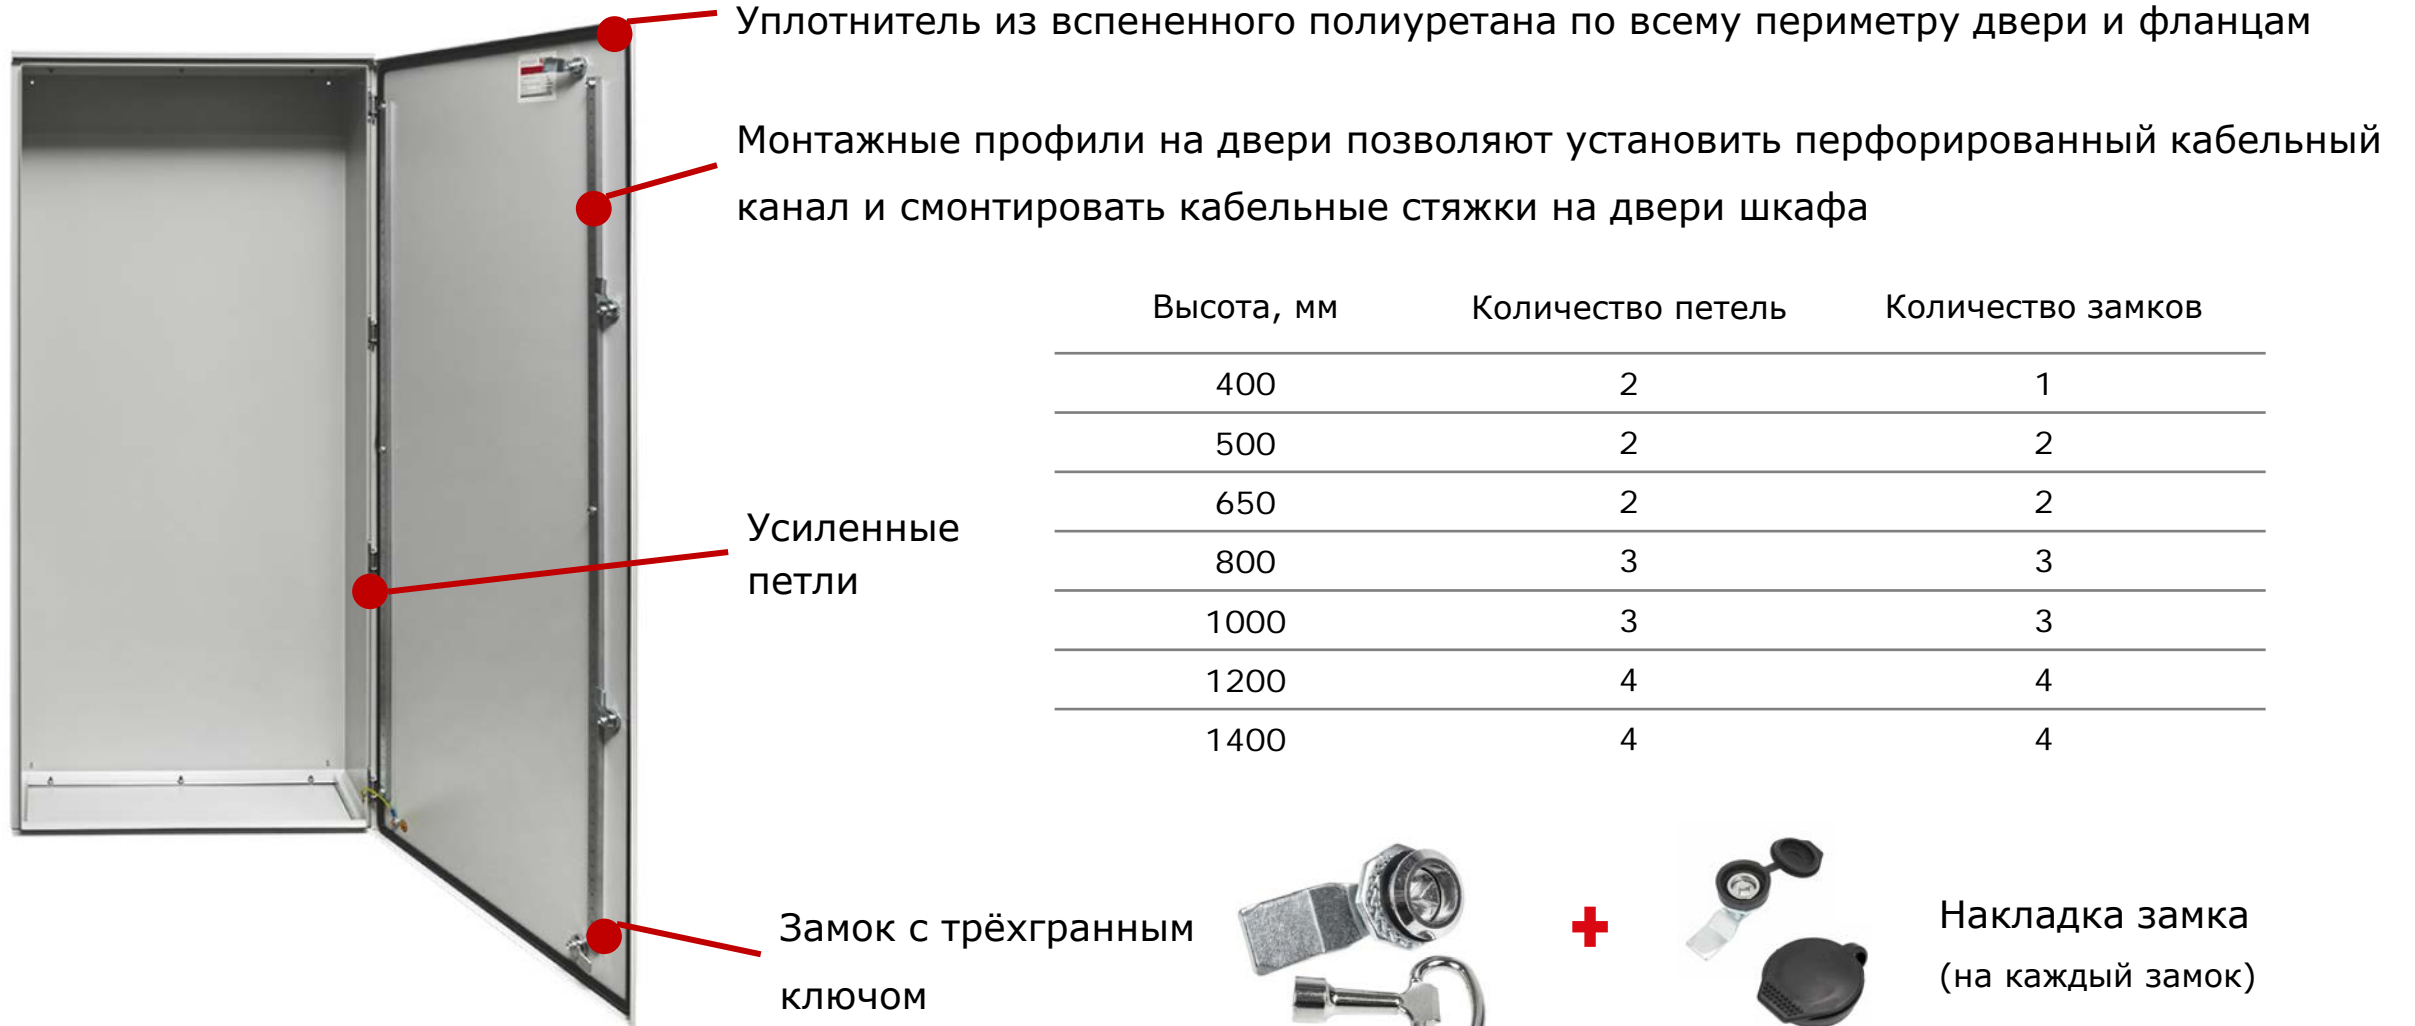 Уплотнитель из вспененного полиуретана по всему периметру двери и фланцам
Монтажные профили на двери позволяют установить перфорированный кабельный
канал и смонтировать кабельные стяжки на двери шкафа
Высота, мм Количество петель Количество замков
400 2 1
500 2 2
650 2 2
800 3 3
1000 3 3
1200 4 4
1400 4 4
Усиленные
петли
Замок с трёхгранным
ключом
Накладка замка
(на каждый замок)